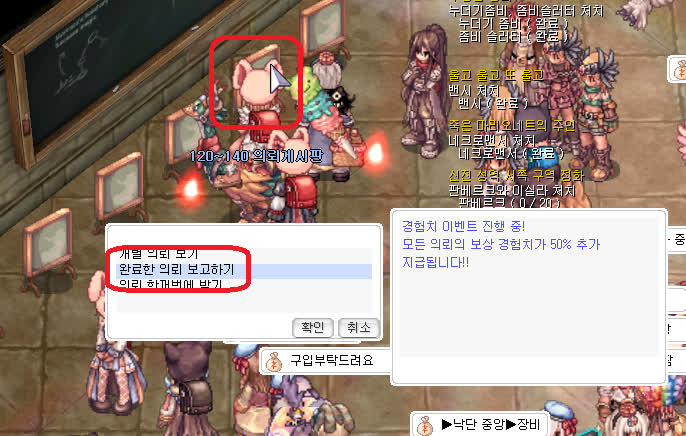 누더기좀비, 좀비슬러터 처치
누더기 좀비 ( 완료 )
좀비 슬러터 ( 완료 )
울고 울고 또 울고
밴시 처치
밴시 ( 완료 )
죽은 마리오네트의 주인
네크로맨서 처치
네크로맨서 ( 완료 )
신전 성역 서쪽 구역 정화
팜베르크와 이실라 처치
팜베르크 ( 0 / 20 )
120~140 의뢰게시판
개별 의뢰 보기
완료한 의뢰 보고하기
의뢰 한꺼번에 받기
확인
취소
경험치 이벤트 진행 중!
모든 의뢰의 보상 경험치가 50% 추가
지급됩니다!!
구입부탁드려요
▶낙단 중앙▶장비